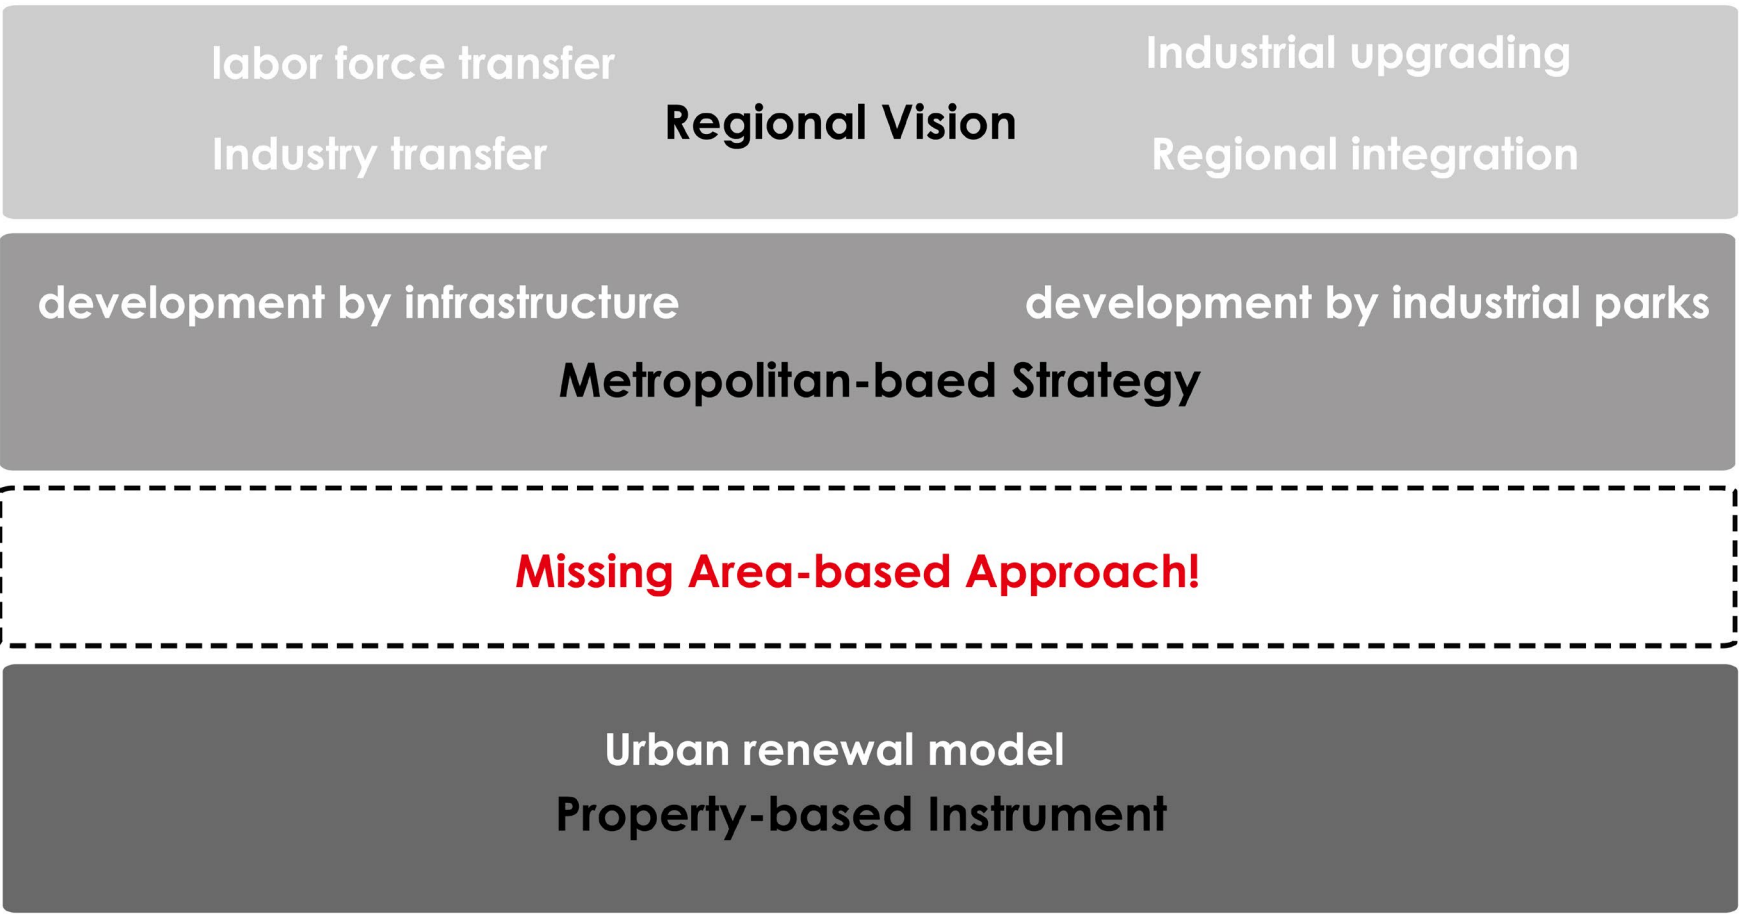 labor force transfer
Industrial upgrading
Regional Vision
Industry transfer
Regional integration
development by infrastructure
development by industrial parks
Metropolitan-baed Strategy
Missing Area-based Approach!
Urban renewal model
Property-based Instrument